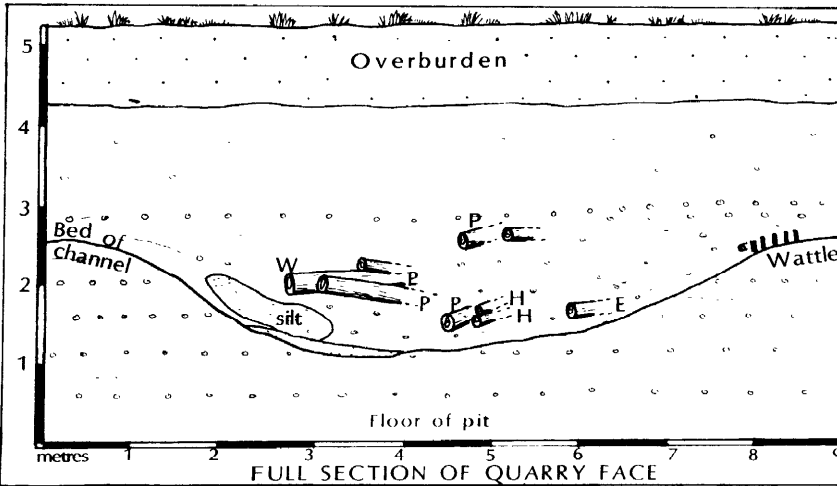 5
Overburden
4
3
P
Bed of
channel
W
Wattle
2
E
P
P
H
E
H
silt
1
Floor of pit
metres 1 2 3 4 5 6 7 8 9
FULL SECTION OF QUARRY FACE